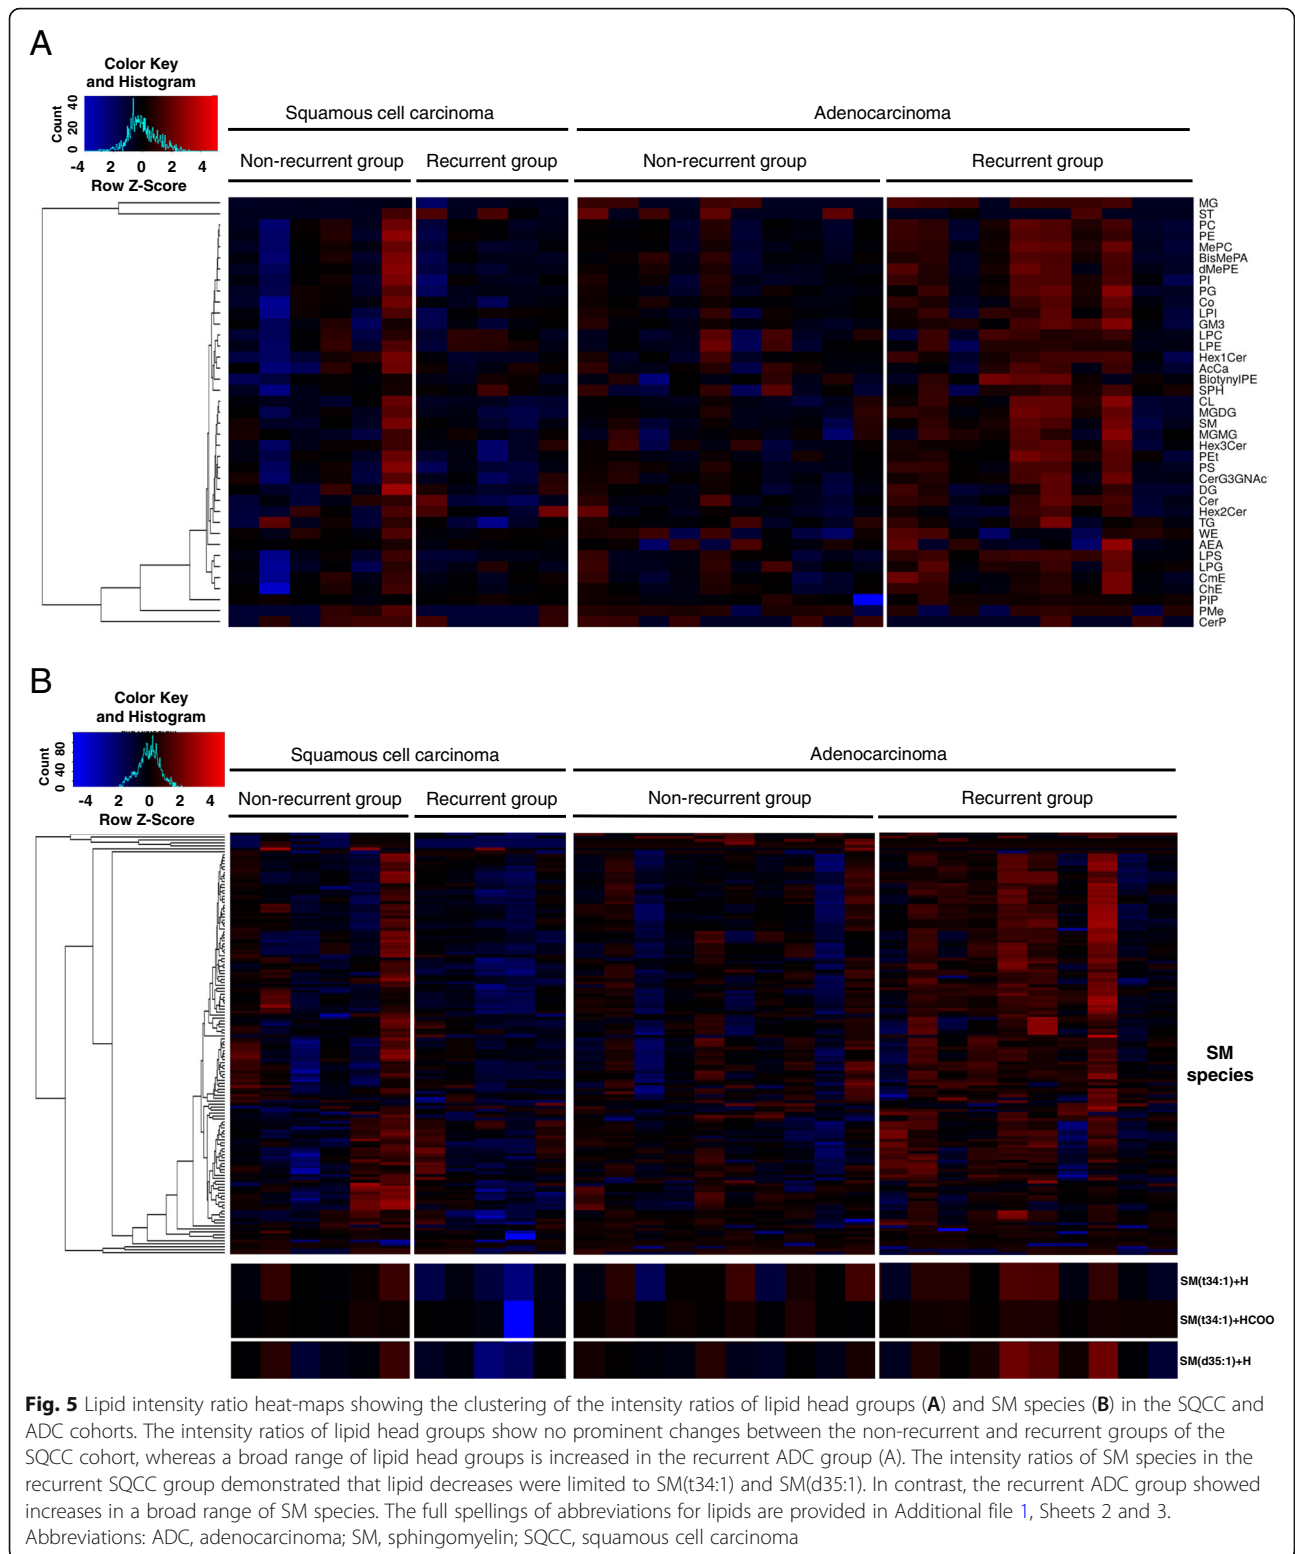 A
Color Key
and Histogram
Count
0 20 40
-4 -2 0 2 4
Row Z-Score
Squamous cell carcinoma
Adenocarcinoma
Non-recurrent group
Recurrent group
Non-recurrent group
Recurrent group
MG
ST
PC
PE
MePC
BisMePA
dMePE
PI
PG
Co
LPI
GM3
LPC
LPE
Hex1Cer
AcCa
BiotynylPE
SPH
CL
MGDG
SM
MGMG
Hex3Cer
PEt
PS
CerG3GNAc
DG
Cer
Hex2Cer
TG
WE
AEA
LPS
LPG
CmE
ChE
PIP
PMe
CerP
B
Color Key
and Histogram
Count
0 40 80
-4 2 0 2 4
Row Z-Score
Squamous cell carcinoma
Adenocarcinoma
Non-recurrent group
Recurrent group
Non-recurrent group
Recurrent group
SM
species
SM(t34:1)+H
SM(t34:1)+HCOO
SM(d35:1)+H
Fig. 5 Lipid intensity ratio heat-maps showing the clustering of the intensity ratios of lipid head groups (A) and SM species (B) in the SQCC and
ADC cohorts. The intensity ratios of lipid head groups show no prominent changes between the non-recurrent and recurrent groups of the
SQCC cohort, whereas a broad range of lipid head groups is increased in the recurrent ADC group (A). The intensity ratios of SM species in the
recurrent SQCC group demonstrated that lipid decreases were limited to SM(t34:1) and SM(d35:1). In contrast, the recurrent ADC group showed
increases in a broad range of SM species. The full spellings of abbreviations for lipids are provided in Additional file 1, Sheets 2 and 3.
Abbreviations: ADC, adenocarcinoma; SM, sphingomyelin; SQCC, squamous cell carcinoma